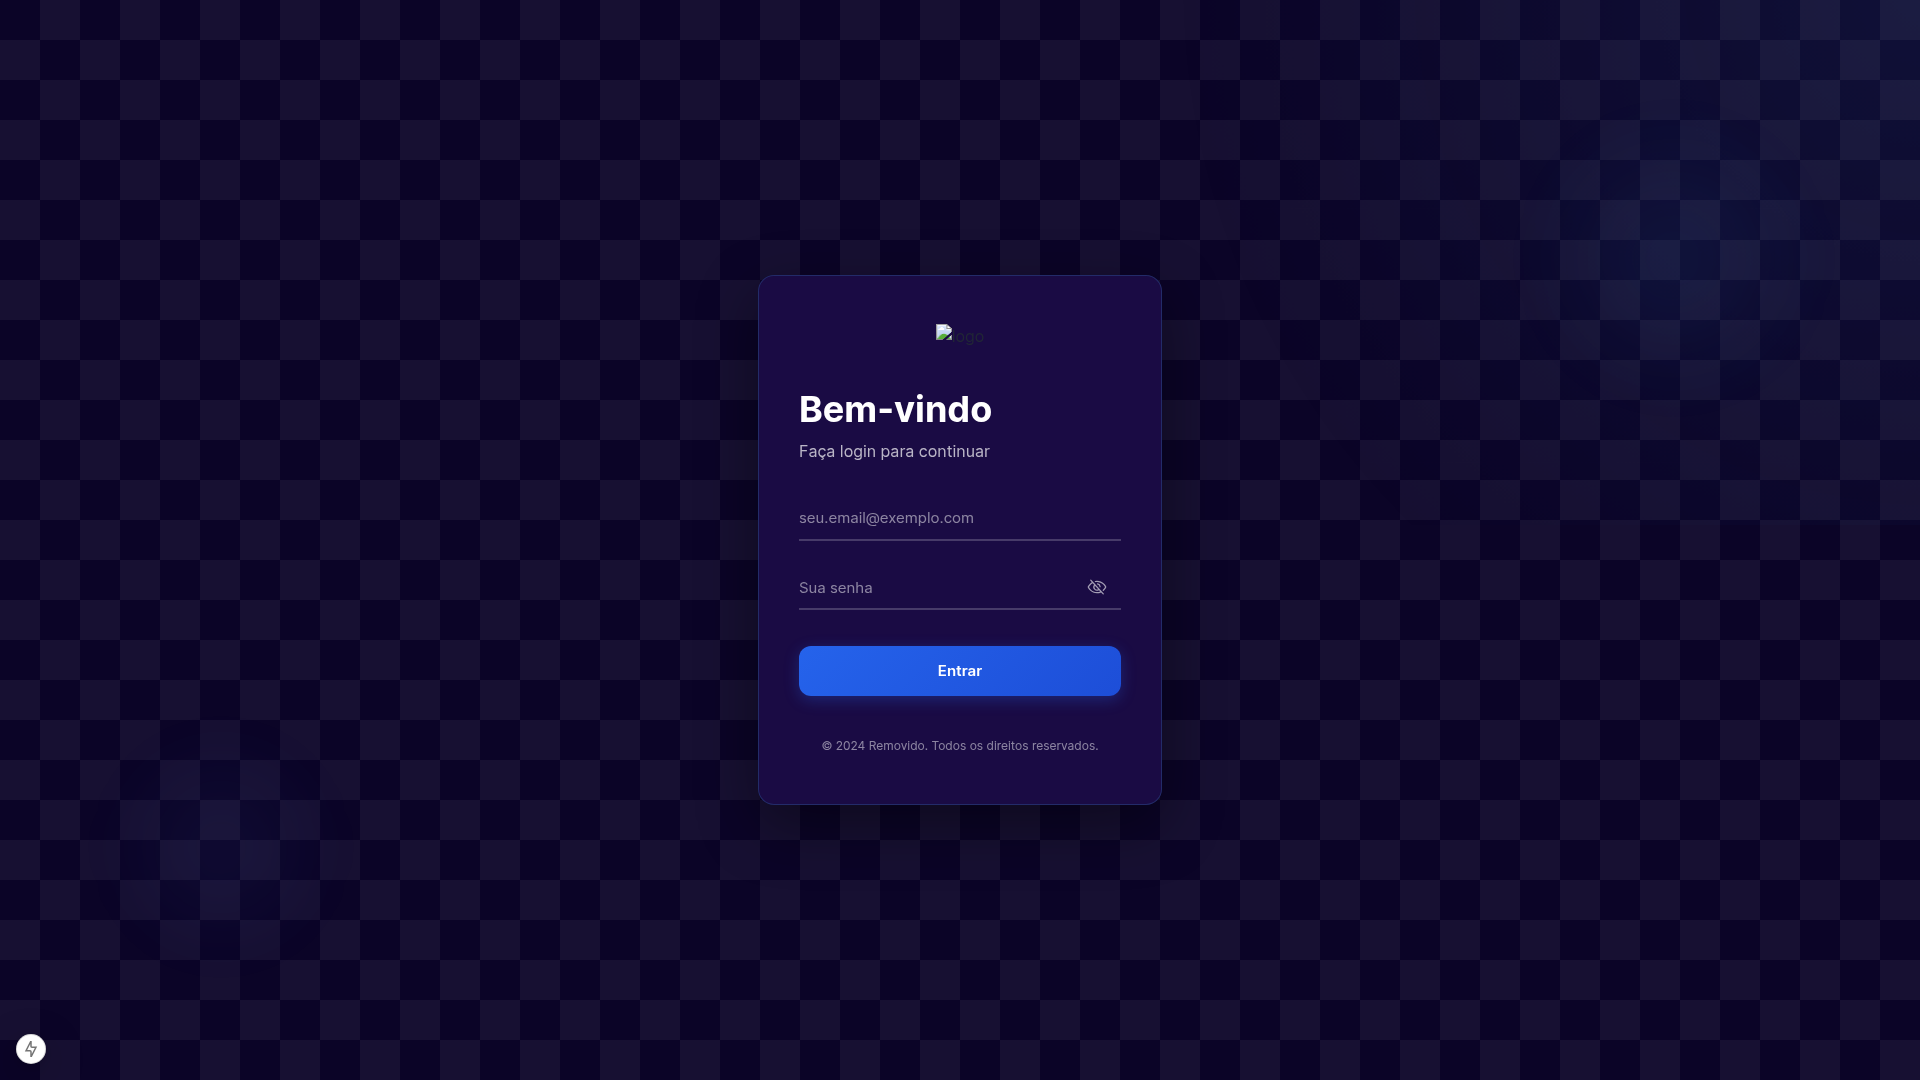 logo
Bem-vindo
Faça login para continuar
seu.email@exemplo.com
Sua senha
Entrar
© 2024 Removido. Todos os direitos reservados.